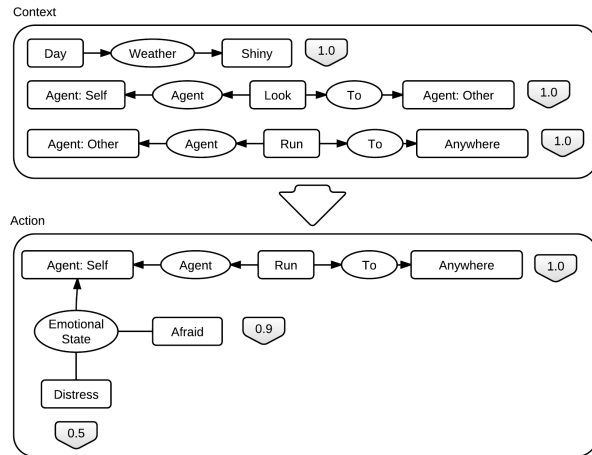 Context
Day Weather Shiny 1.0
Agent: Self Agent Look To Agent: Other 1.0
Agent: Other Agent Run To Anywhere 1.0
Action
Agent: Self Agent Run To Anywhere 1.0
Emotional
State
Afraid 0.9
Distress
0.5